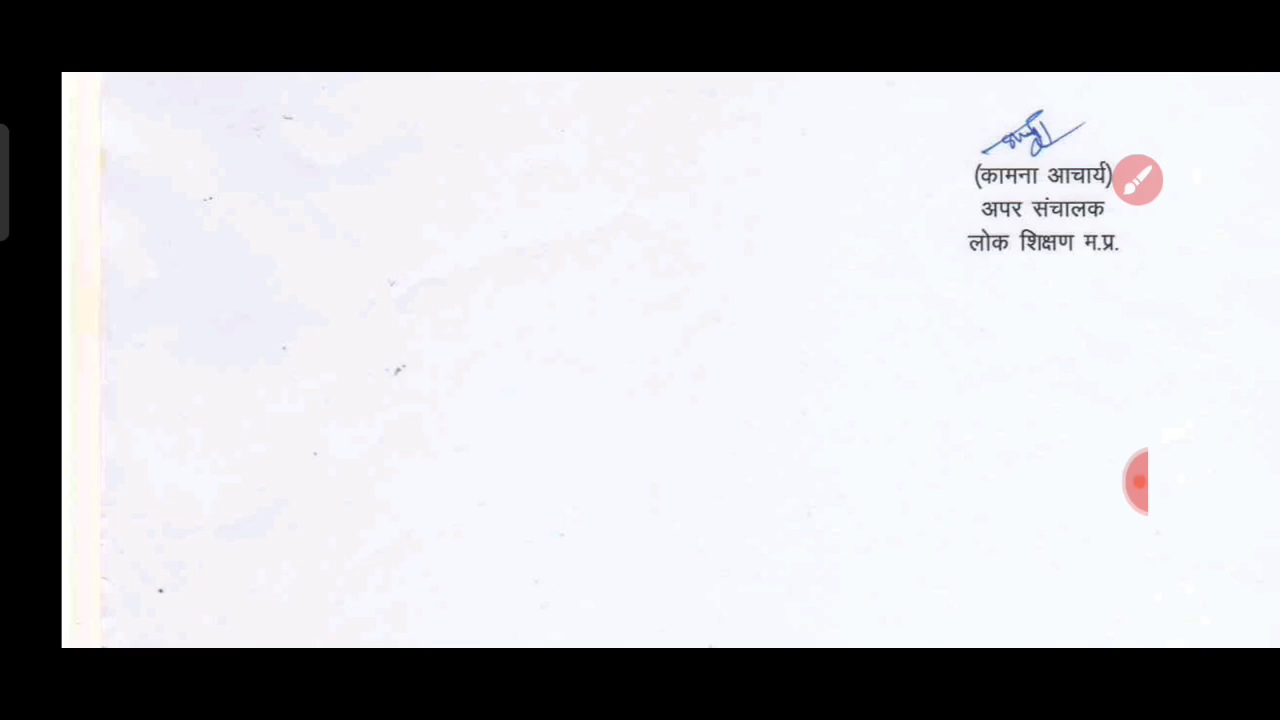 (कामना आचार्य)
अपर संचालक
लोक शिक्षण म.प्र.